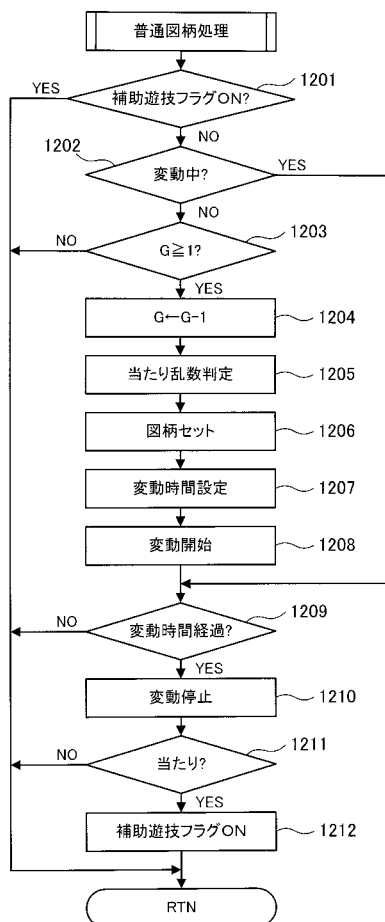 普通図柄処理
1201
YES
補助遊技フラグON?
NO
1202
変動中?
YES
NO
1203
NO
G≧1?
YES
G←G-1
1204
当たり乱数判定
1205
図柄セット
1206
変動時間設定
1207
変動開始
1208
1209
NO
変動時間経過?
YES
変動停止
1210
1211
NO
当たり?
YES
補助遊技フラグON
1212
RTN